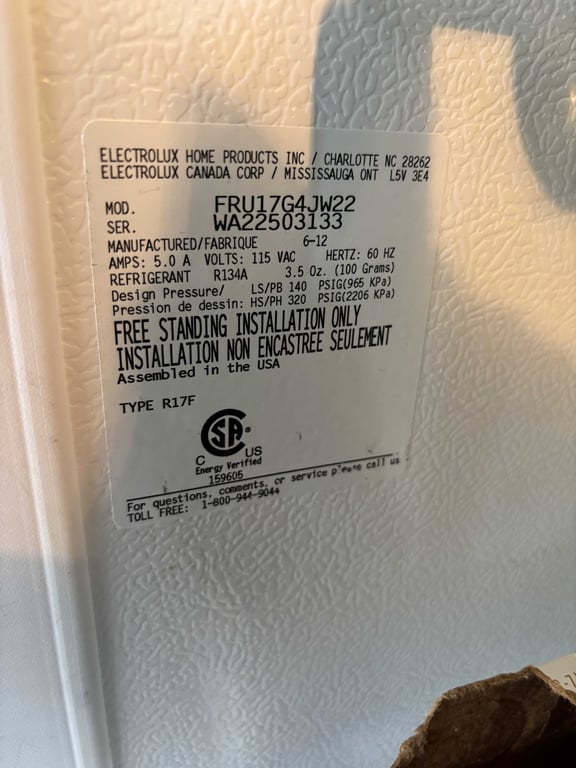 ELECTROLUX HOME PRODUCTS INC / CHARLOTTE NC 28262
ELECTROLUX CANADA CORP / MISSISSAUGA ONT L5V 3E4
MOD. FRU17G4JW22
SER. WA22503133
MANUFACTURED/FABRIQUE 6-12
AMPS: 5.0 A VOLTS: 115 VAC HERTZ: 60 HZ
REFRIGERANT R134A 3.5 Oz. (100 Grams)
Design Pressure/ LS/PB 140 PSIG(965 KPa)
Pression de dessin: HS/PH 320 PSIG(2206 KPa)
FREE STANDING INSTALLATION ONLY
INSTALLATION NON ENCASTREE SEULEMENT
Assembled in the USA
TYPE R17F
CSA ®
C US
Energy Verified
159605
For questions, comments, or service please call us
TOLL FREE: 1-800-944-9044